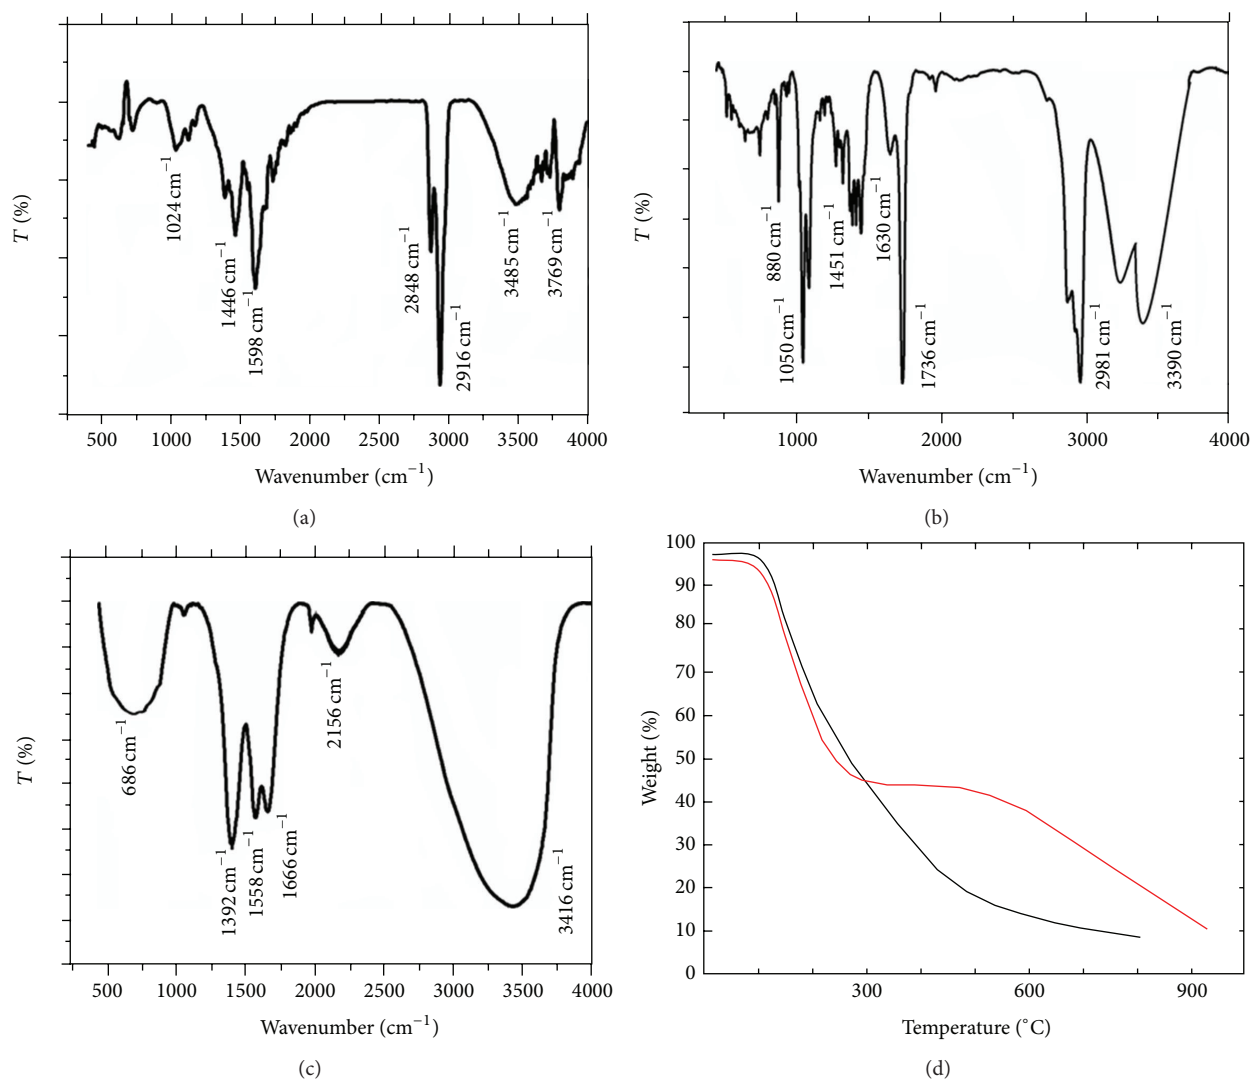 T (%)
1024 cm−1
1446 cm−1
1598 cm−1
2848 cm−1
2916 cm−1
3485 cm−1
3769 cm−1
500 1000 1500 2000 2500 3000 3500 4000
Wavenumber (cm−1)
(a)
T (%)
880 cm−1
1050 cm−1
1451 cm−1
1630 cm−1
1736 cm−1
2981 cm−1
3390 cm−1
1000 2000 3000 4000
Wavenumber (cm−1)
(b)
T (%)
686 cm−1
1392 cm−1
1558 cm−1
1666 cm−1
2156 cm−1
3416 cm−1
500 1000 1500 2000 2500 3000 3500 4000
Wavenumber (cm−1)
(c)
Weight (%)
100
90
80
70
60
50
40
30
20
10
0
300 600 900
Temperature (°C)
(d)